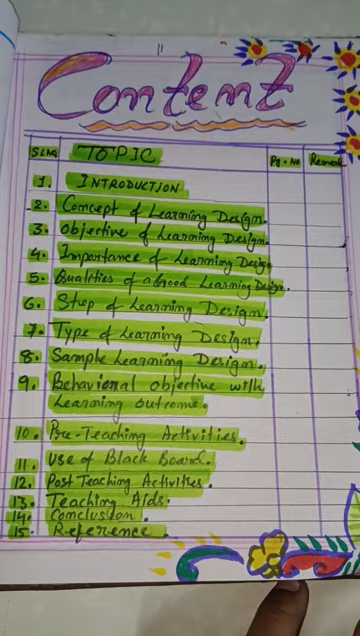 11
Content
Sl.No TOPIC Pg. No Remark
1. INTRODUCTION
2. Concept of Learning Design.
3. Objective of Learning Design.
4. Importance of Learning Design
5. Qualities of a good Learning Design.
6. Step of Learning Design.
7. Type of Learning Design.
8. Sample Learning Design.
9. Behavioral objective with
Learning outcome.
10. Pre-Teaching Activities.
11. Use of Black Board.
12. Post Teaching Activities.
13. Teaching Aids.
14. Conclusion.
15. Reference.